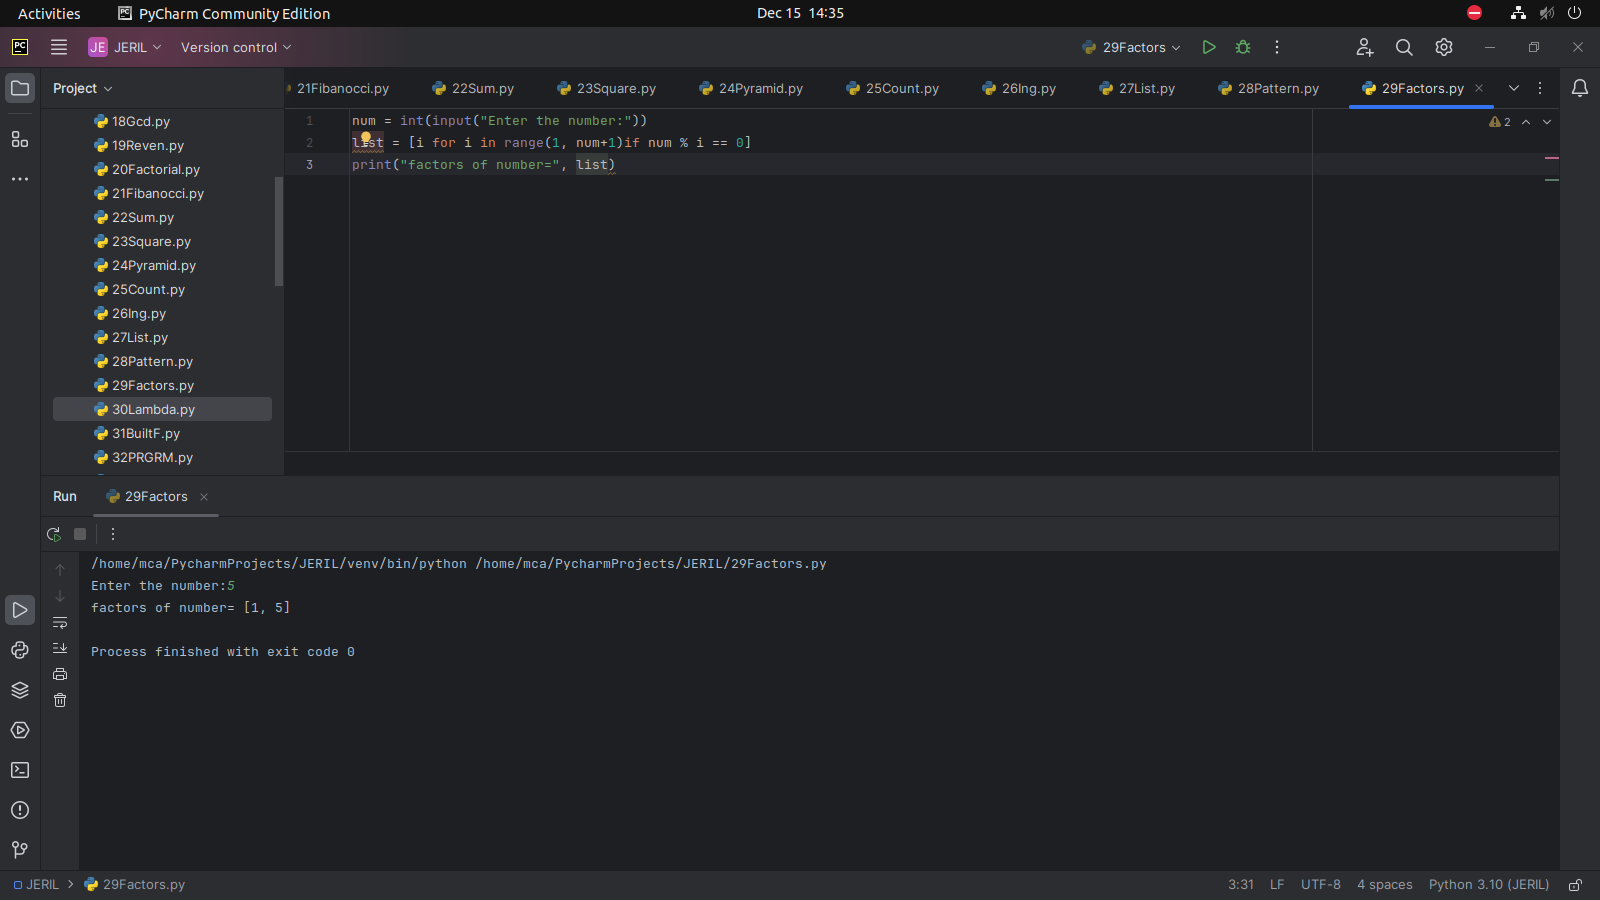 Activities PyCharm Community Edition Dec 15 14:35
PC JE JERIL Version control 29Factors
Project 21Fibanocci.py 22Sum.py 23Square.py 24Pyramid.py 25Count.py 26Ing.py 27List.py 28Pattern.py 29Factors.py
18Gcd.py
19Reven.py
20Factorial.py
21Fibanocci.py
22Sum.py
23Square.py
24Pyramid.py
25Count.py
26Ing.py
27List.py
28Pattern.py
29Factors.py
30Lambda.py
31BuiltF.py
32PRGRM.py
1 num = int(input("Enter the number:"))
2 list = [i for i in range(1, num+1)if num % i == 0]
3 print("factors of number=", list)
2
Run 29Factors
/home/mca/PycharmProjects/JERIL/venv/bin/python /home/mca/PycharmProjects/JERIL/29Factors.py
Enter the number:5
factors of number= [1, 5]
Process finished with exit code 0
JERIL 29Factors.py 3:31 LF UTF-8 4 spaces Python 3.10 (JERIL)